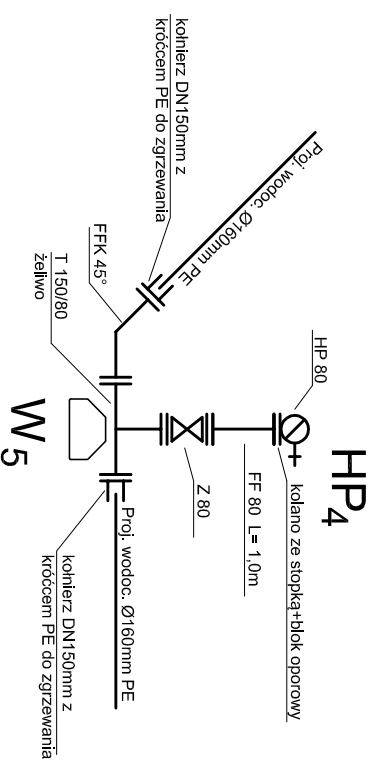 kołnierz DN150mm z
króćcem PE do zgrzewania
Proj. wodoc. Ø160mm PE
FFK 45°
T 150/80
żeliwo
W5
HP 80
HP4
kolano ze stopką+blok oporowy
FF 80 L= 1,0m
Z 80
Proj. wodoc. Ø160mm PE
kołnierz DN150mm z
króćcem PE do zgrzewania